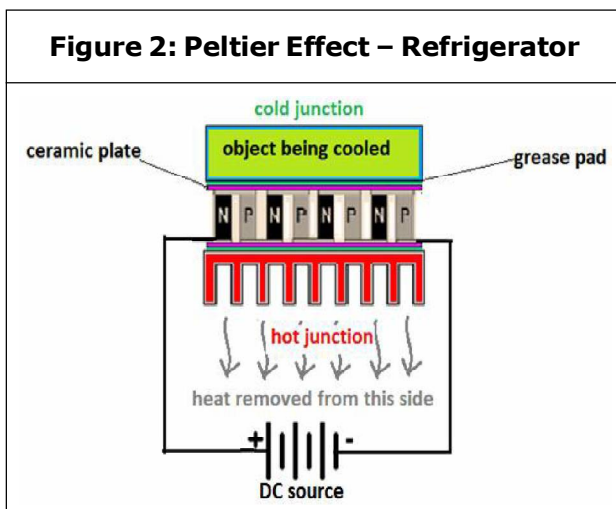 Figure 2: Peltier Effect – Refrigerator
cold junction
object being cooled
ceramic plate
grease pad
N P N P N P N P
hot junction
heat removed from this side
+ -
DC source